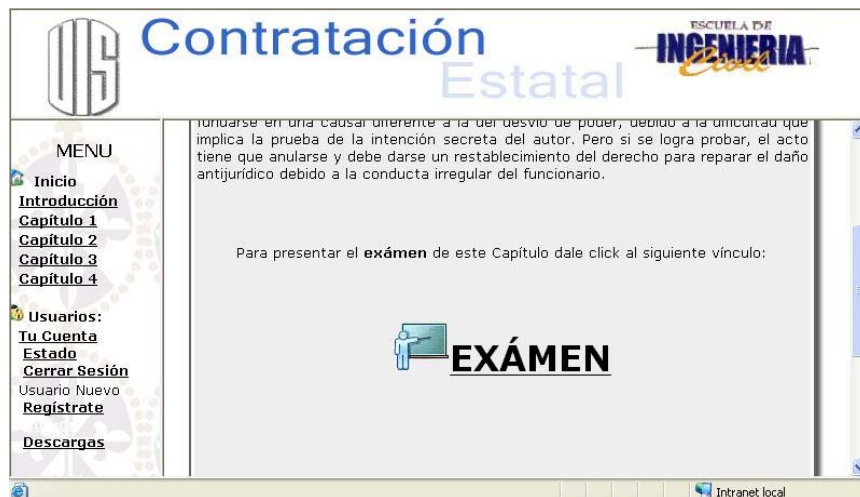 UIS
Contratación
Estatal
ESCUELA DE
INGENIERIA
Civil
MENU
Inicio
Introducción
Capítulo 1
Capítulo 2
Capítulo 3
Capítulo 4
Usuarios:
Tu Cuenta
Estado
Cerrar Sesión
Usuario Nuevo
Regístrate
Descargas
fundarse en una causal diferente a la del desvío de poder, debido a la dificultad que
implica la prueba de la intención secreta del autor. Pero si se logra probar, el acto
tiene que anularse y debe darse un restablecimiento del derecho para reparar el daño
antijurídico debido a la conducta irregular del funcionario.
Para presentar el exámen de este Capítulo dale click al siguiente vínculo:
EXÁMEN
Intranet local